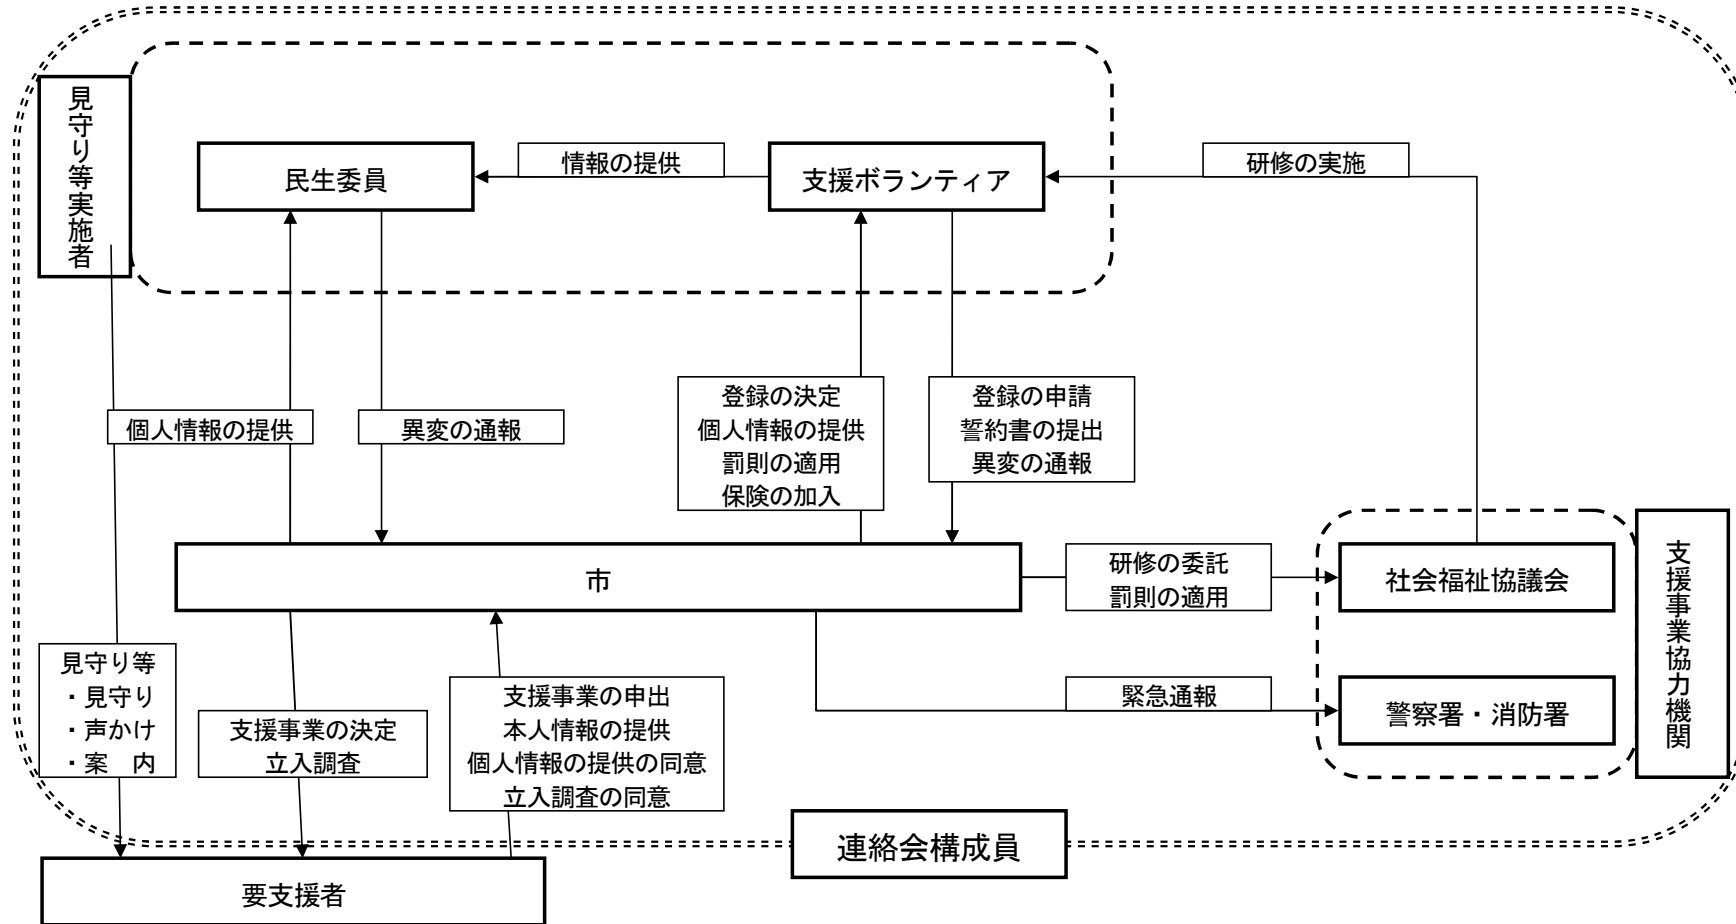 見守り等実施者
民生委員
情報の提供
支援ボランティア
研修の実施
個人情報の提供
異変の通報
登録の決定
個人情報の提供
罰則の適用
保険の加入
登録の申請
誓約書の提出
異変の通報
市
研修の委託
罰則の適用
社会福祉協議会
支援事業協力機関
緊急通報
警察署・消防署
見守り等
・見守り
・声かけ
・案　内
支援事業の決定
立入調査
支援事業の申出
本人情報の提供
個人情報の提供の同意
立入調査の同意
連絡会構成員
要支援者